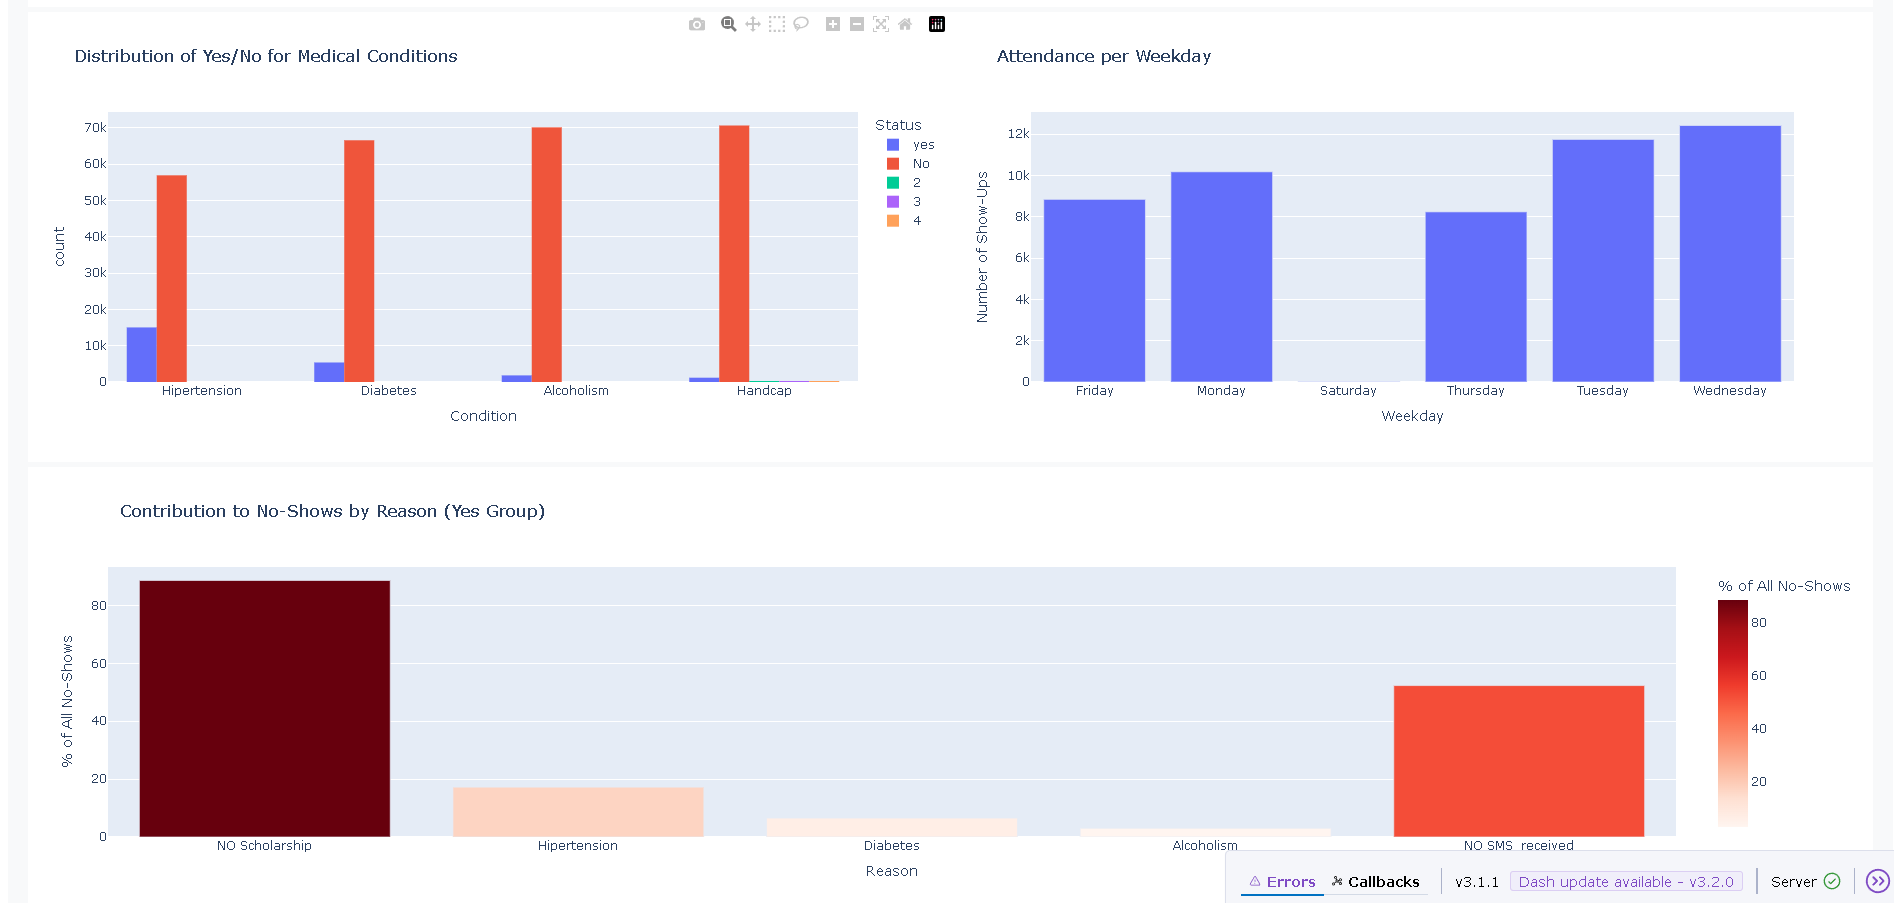 Distribution of Yes/No for Medical Conditions
70k
60k
50k
40k
30k
20k
10k
0
count
Hipertension
Diabetes
Alcoholism
Handcap
Condition
Status
yes
No
2
3
4
Attendance per Weekday
12k
10k
8k
6k
4k
2k
0
Number of Show-Ups
Friday
Monday
Saturday
Thursday
Tuesday
Wednesday
Weekday
Contribution to No-Shows by Reason (Yes Group)
80
60
40
20
0
% of All No-Shows
NO Scholarship
Hipertension
Diabetes
Alcoholism
NO SMS_received
Reason
% of All No-Shows
80
60
40
20
Errors
Callbacks
v3.1.1
Dash update available - v3.2.0
Server